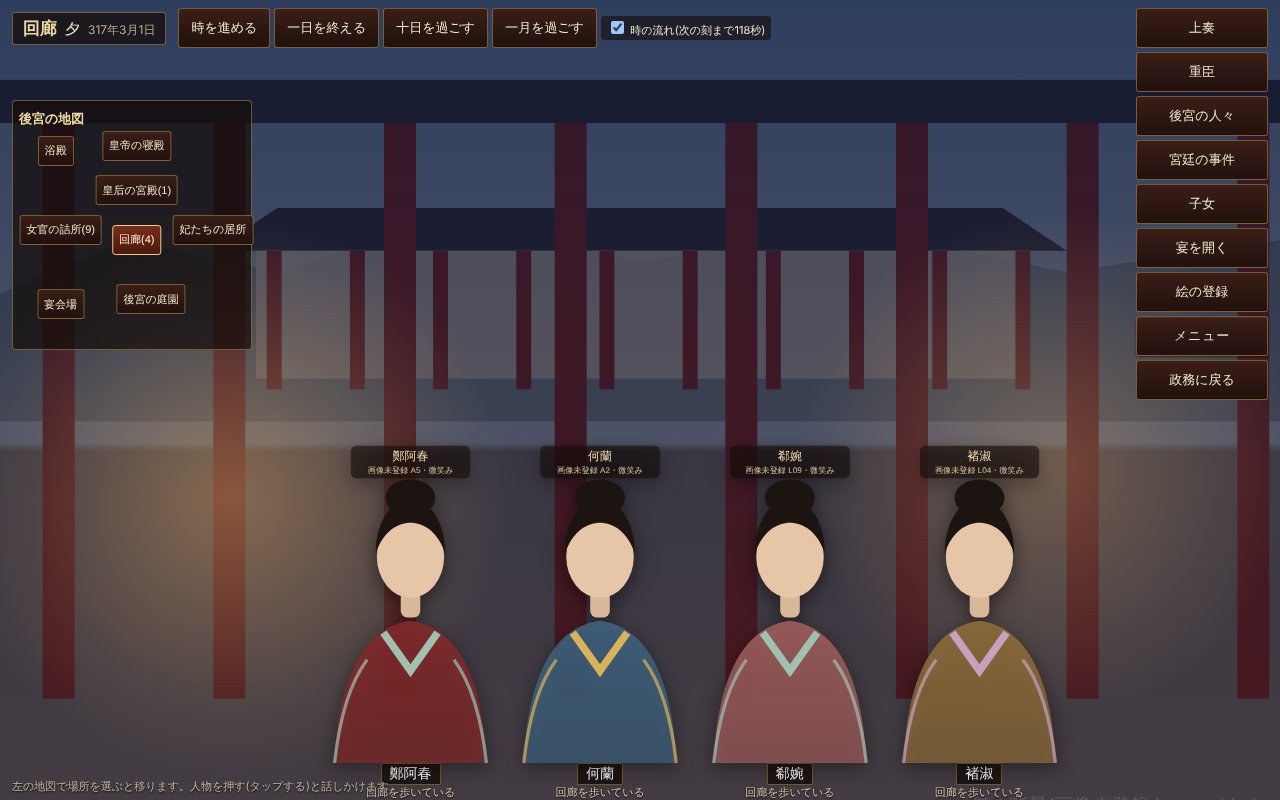 回廊 夕 317年3月1日
時を進める
一日を終える
十日を過ごす
一月を過ごす
時の流れ(次の刻まで118秒)
上奏
重臣
後宮の人々
宮廷の事件
子女
宴を開く
絵の登録
メニュー
政務に戻る
後宮の地図
浴殿
皇帝の寝殿
皇后の宮殿(1)
女官の詰所(9)
回廊(4)
妃たちの居所
宴会場
後宮の庭園
鄭阿春
画像未登録 A5・微笑み
何蘭
画像未登録 A2・微笑み
郗婉
画像未登録 L09・微笑み
褚淑
画像未登録 L04・微笑み
鄭阿春
回廊を歩いている
何蘭
回廊を歩いている
郗婉
回廊を歩いている
褚淑
回廊を歩いている
左の地図で場所を選ぶと移ります。人物を押す(タップする)と話しかけます